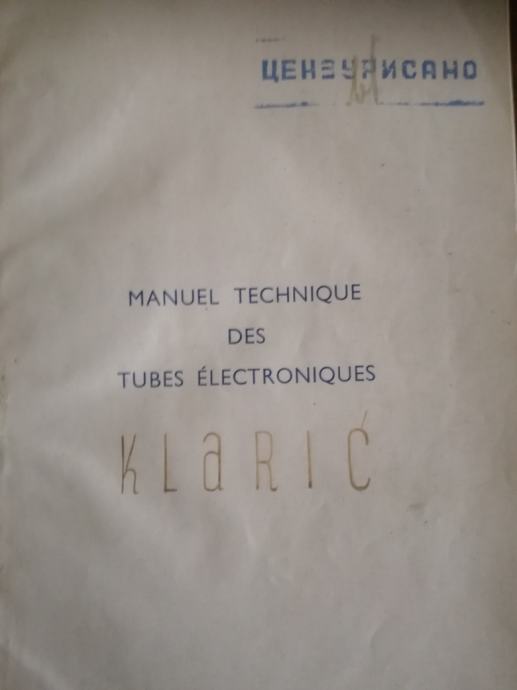 ЦЕНЗУРИСАНО
MANUEL TECHNIQUE
DES
TUBES ÉLECTRONIQUES
KLaRIĆ